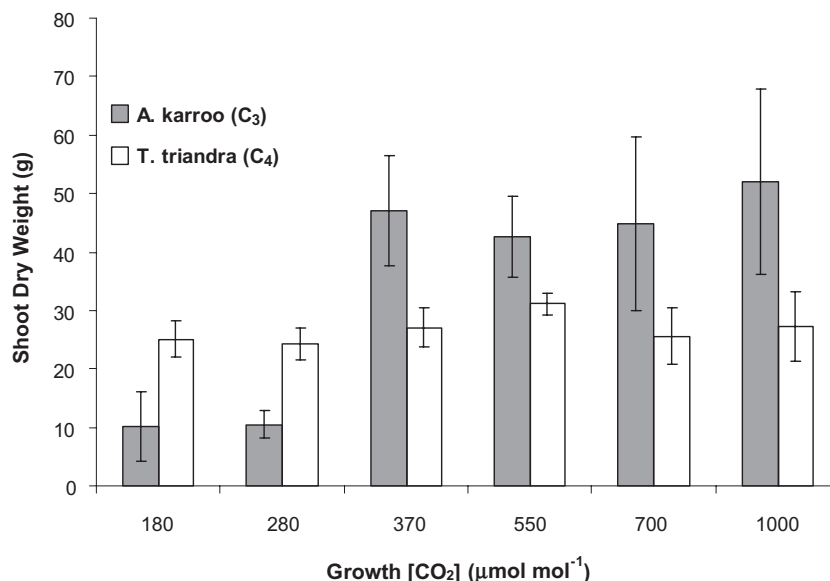 80
70
60
50
40
30
20
10
0
Shoot Dry Weight (g)
A. karroo (C₃)
T. triandra (C₄)
180 280 370 550 700 1000
Growth [CO₂] (μmol mol⁻¹)